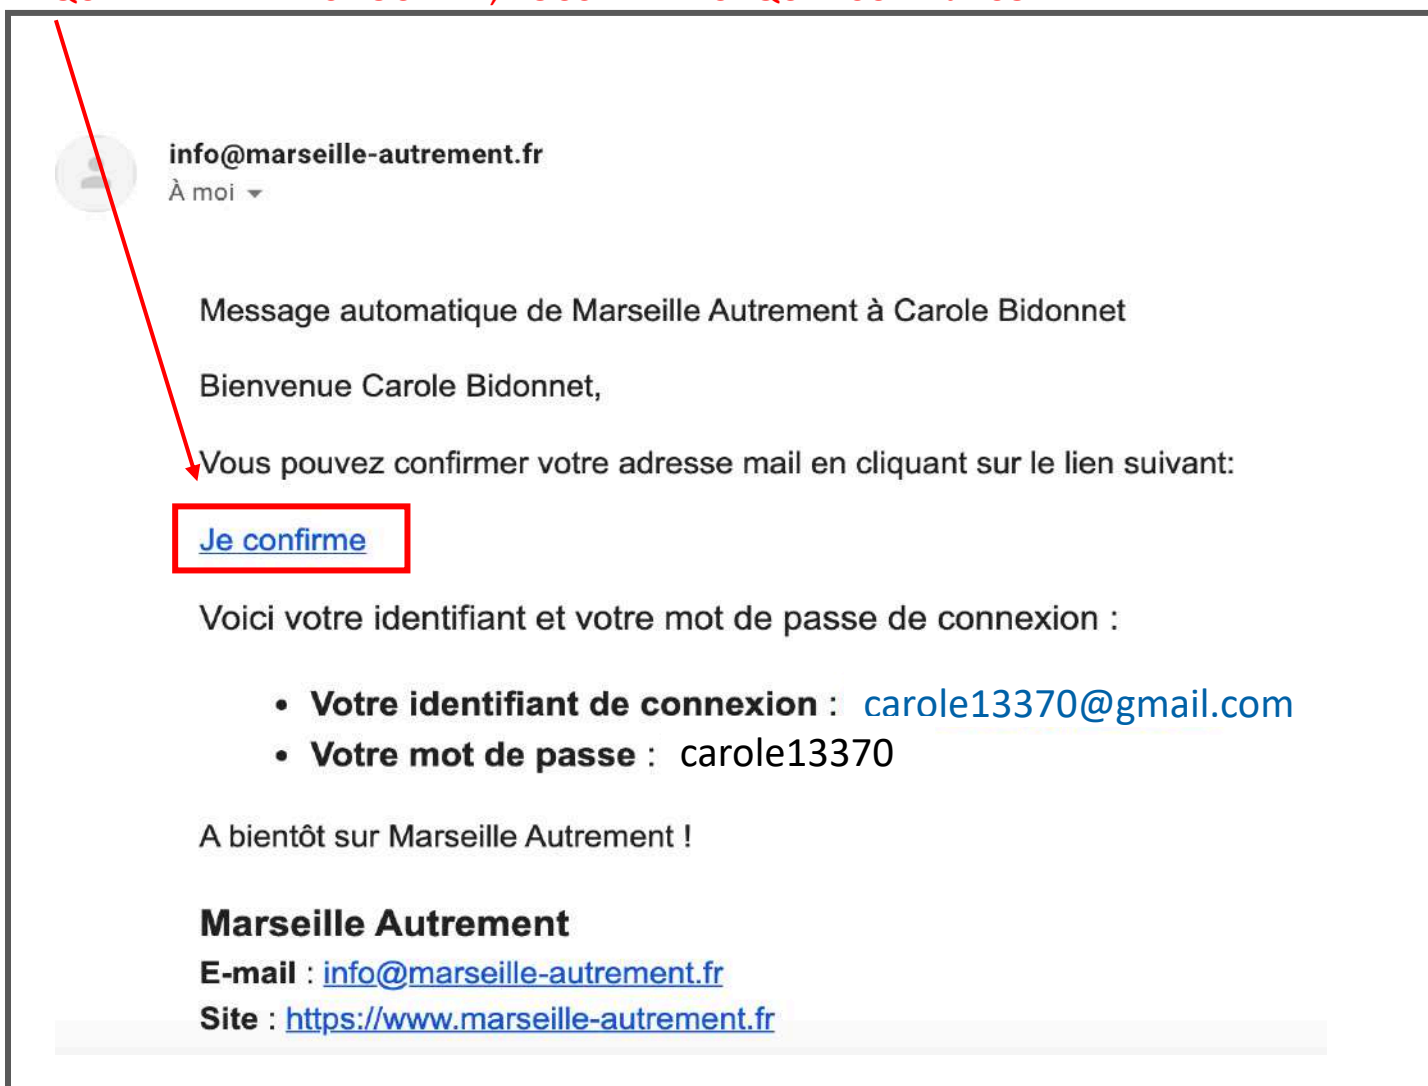 info@marseille-autrement.fr
À moi
Message automatique de Marseille Autrement à Carole Bidonnet
Bienvenue Carole Bidonnet,
Vous pouvez confirmer votre adresse mail en cliquant sur le lien suivant:
Je confirme
Voici votre identifiant et votre mot de passe de connexion :
• Votre identifiant de connexion : carole13370@gmail.com
• Votre mot de passe : carole13370
A bientôt sur Marseille Autrement !
Marseille Autrement
E-mail : info@marseille-autrement.fr
Site : https://www.marseille-autrement.fr